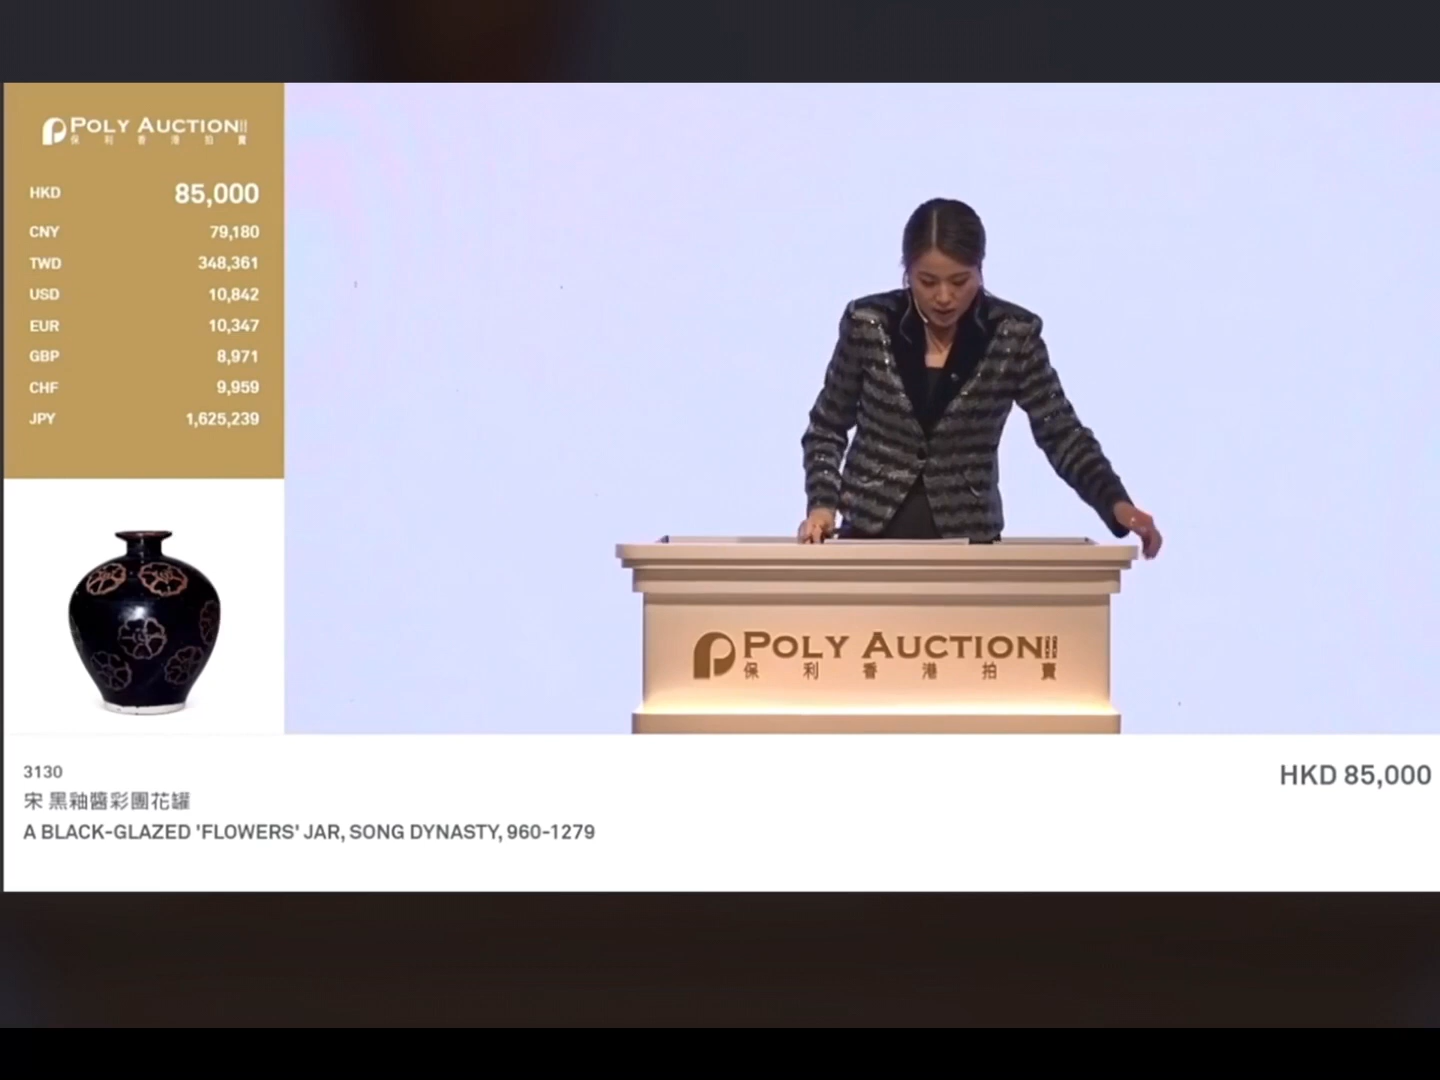 POLY AUCTION
保利香港拍賣
HKD 85,000
CNY 79,180
TWD 348,361
USD 10,842
EUR 10,347
GBP 8,971
CHF 9,959
JPY 1,625,239
POLY AUCTION
保利香港拍賣
3130
宋 黑釉醬彩團花罐
A BLACK-GLAZED 'FLOWERS' JAR, SONG DYNASTY, 960-1279
HKD 85,000